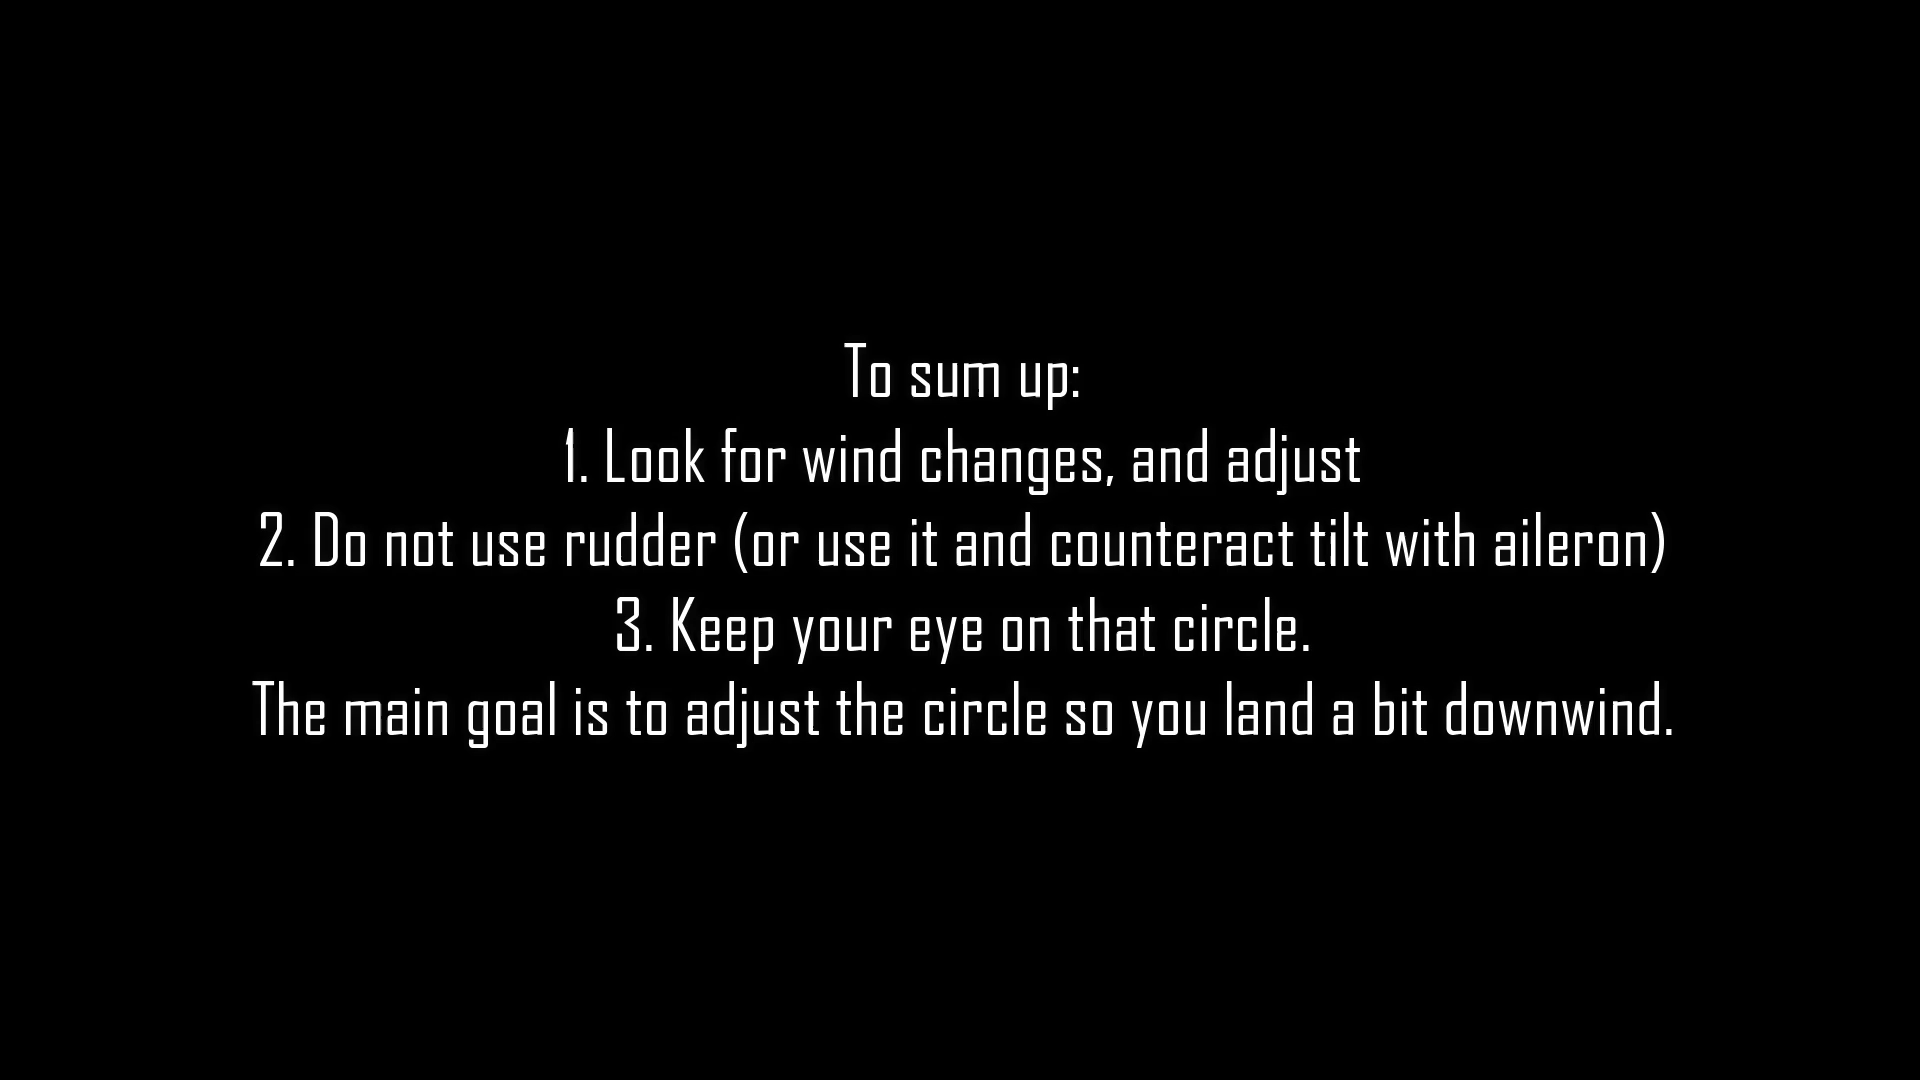 To sum up:
1. Look for wind changes, and adjust
2. Do not use rudder (or use it and counteract tilt with aileron)
3. Keep your eye on that circle.
The main goal is to adjust the circle so you land a bit downwind.